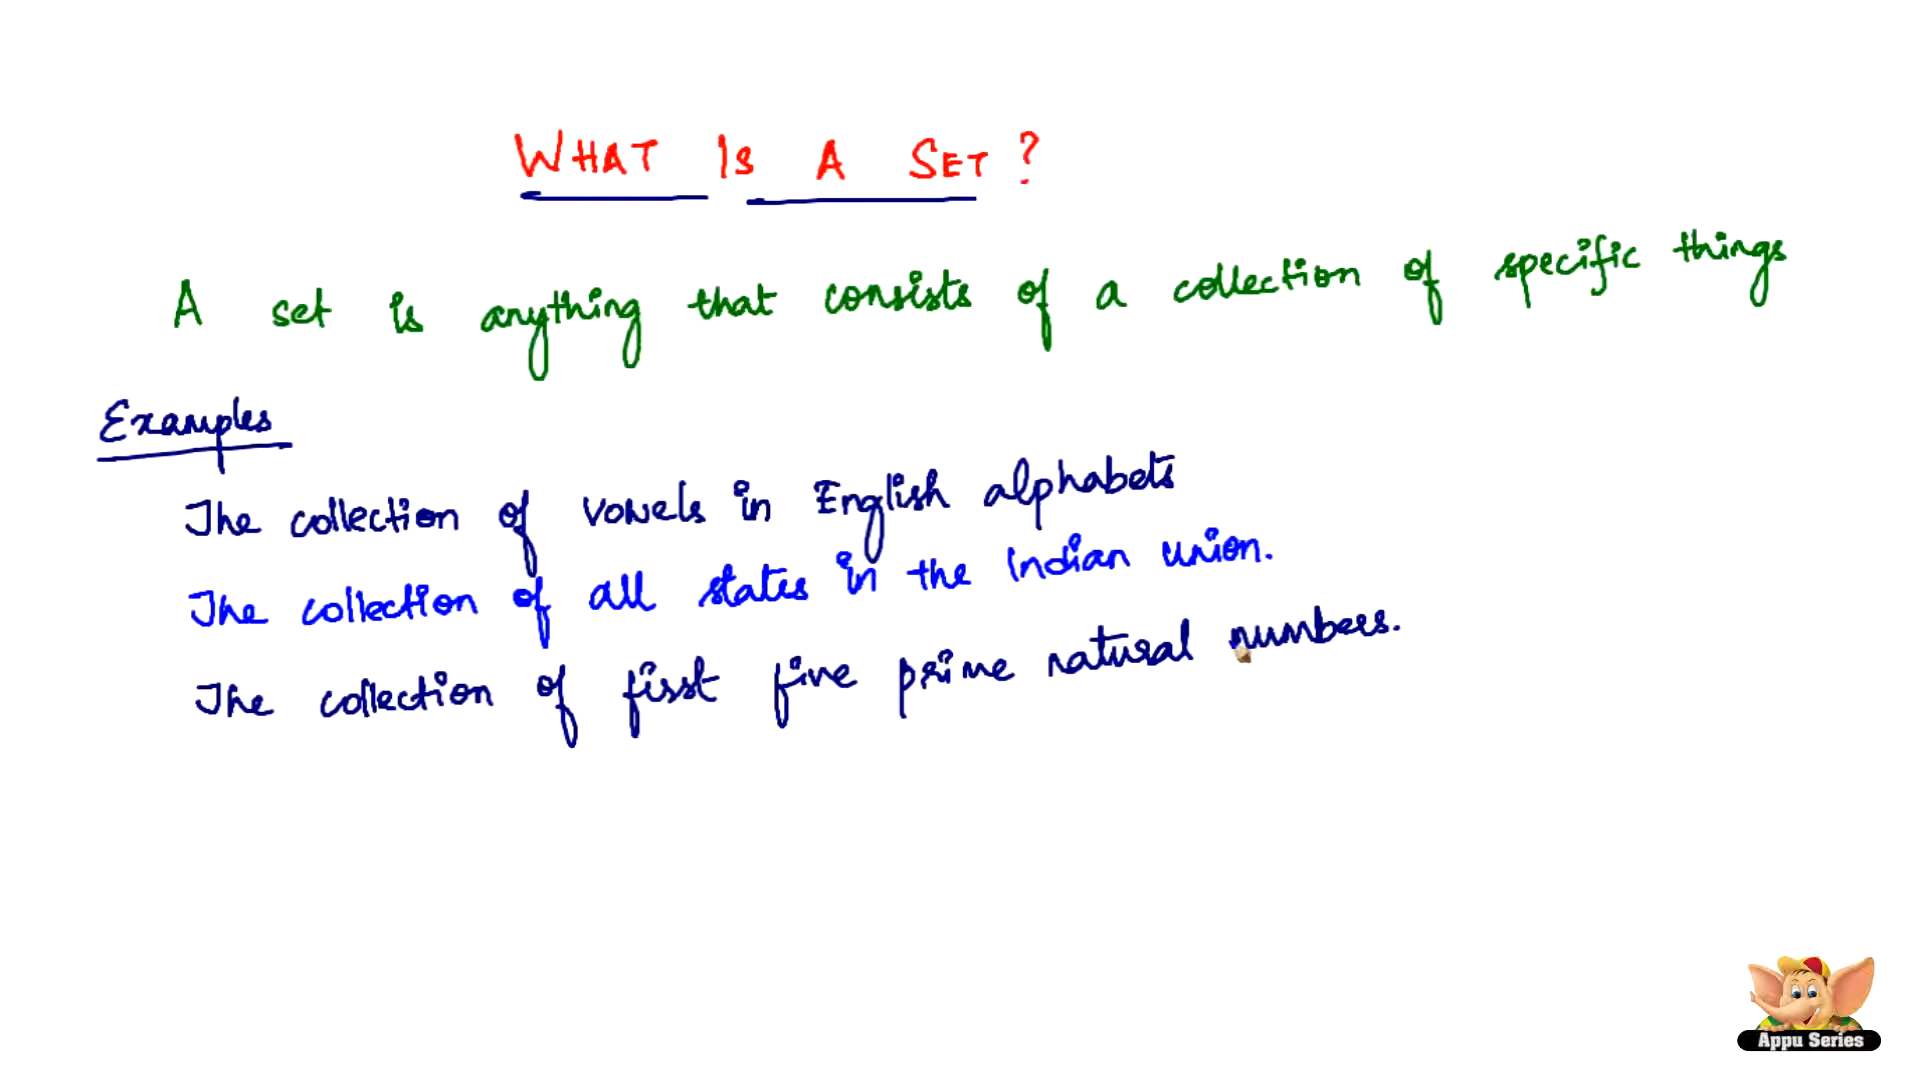 WHAT IS A SET?
A set is anything that consists of a collection of specific things
Examples
The collection of vowels in English alphabets
The collection of all states in the Indian union.
The collection of first five prime natural numbers.
Appu Series